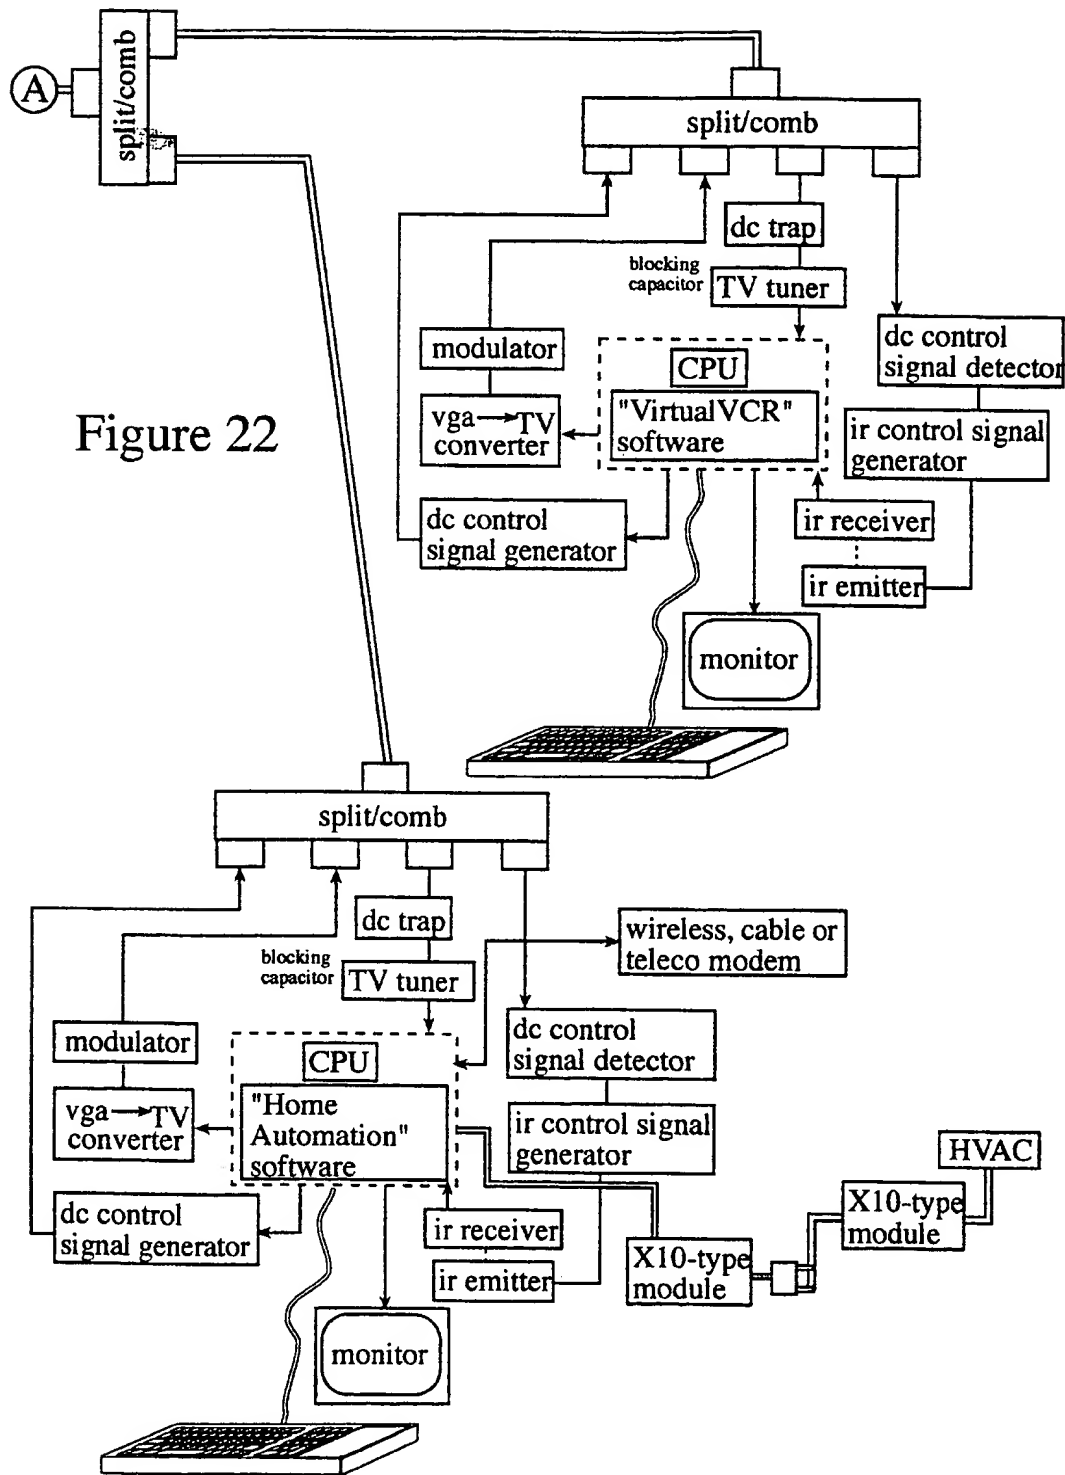 A
split/comb
split/comb
dc trap
blocking
capacitor
TV tuner
modulator
CPU
dc control
signal detector
Figure 22
vga → TV
converter
"VirtualVCR"
software
ir control signal
generator
dc control
signal generator
ir receiver
ir emitter
monitor
split/comb
dc trap
wireless, cable or
teleco modem
blocking
capacitor
TV tuner
modulator
CPU
dc control
signal detector
vga → TV
converter
"Home
Automation"
software
ir control signal
generator
HVAC
dc control
signal generator
ir receiver
X10-type
module
ir emitter
X10-type
module
monitor